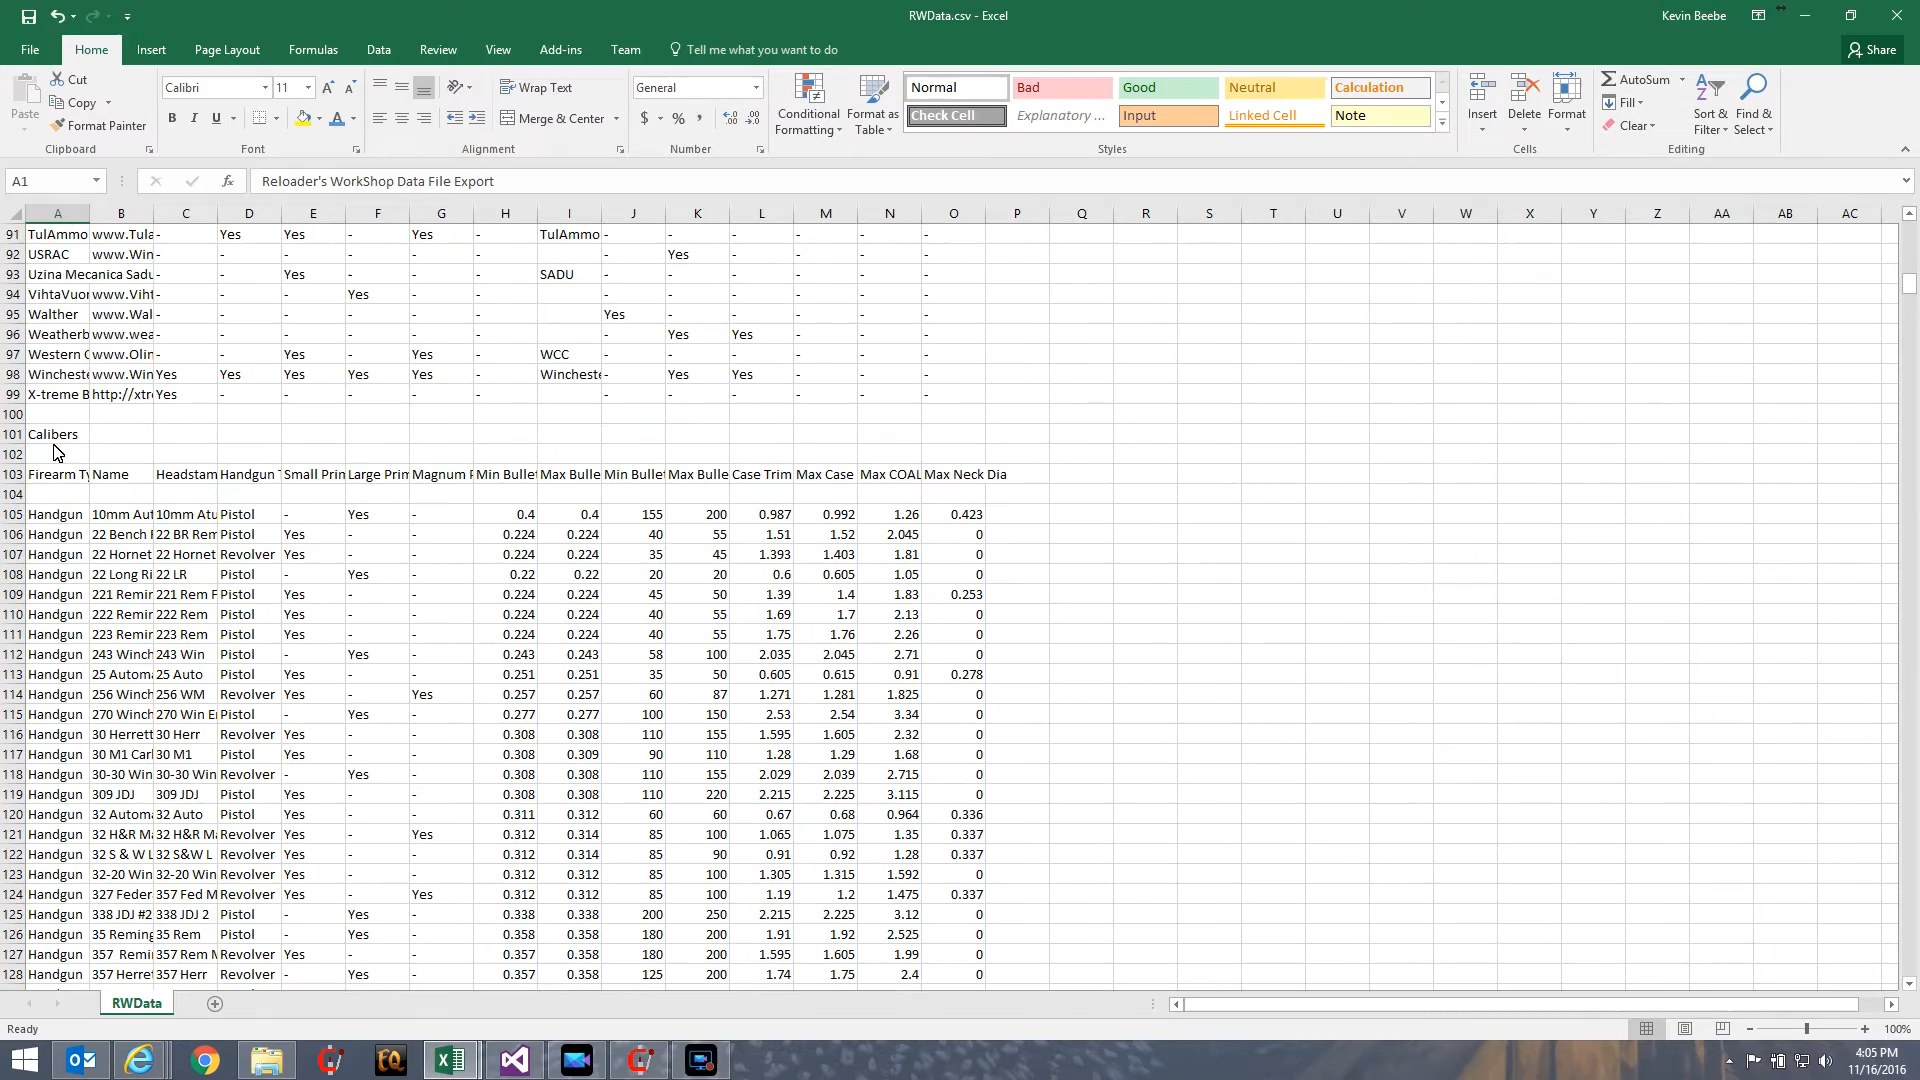 RWData.csv - Excel
Kevin Beebe
File Home Insert Page Layout Formulas Data Review View Add-ins Team Tell me what you want to do Share
Paste Cut Copy Format Painter Clipboard
Calibri 11 B I U Font
Wrap Text Merge & Center Alignment
General $ % , Number
Conditional Formatting Format as Table
Normal Bad Good Neutral Calculation
Check Cell Explanatory ... Input Linked Cell Note
Styles
Insert Delete Format Cells
AutoSum Fill Clear Sort & Filter Find & Select Editing
A1 fx Reloader's WorkShop Data File Export
A B C D E F G H I J K L M N O P Q R S T U V W X Y Z AA AB AC
91 TulAmmo www.Tula - Yes Yes - Yes - TulAmmo - - - - - -
92 USRAC www.Win - - - - - - - Yes - - - -
93 Uzina Mecanica Sadu - - Yes - - - SADU - - - - - -
94 VihtaVuor www.Viht - - - Yes - - - - - - - -
95 Walther www.Wal - - - - - - Yes - - - - -
96 Weatherb www.wea - - - - - - - Yes Yes - - -
97 Western C www.Olin - - Yes - Yes - WCC - - - - - -
98 Wincheste www.Win Yes Yes Yes Yes Yes - Wincheste - Yes Yes - - -
99 X-treme B http://xtr Yes - - - - - - - - - - -
100
101 Calibers
102
103 Firearm Ty Name Headstam Handgun T Small Prin Large Prim Magnum P Min Bullet Max Bulle Min Bullet Max Bulle Case Trim Max Case Max COAL Max Neck Dia
104
105 Handgun 10mm Aut 10mm Atu Pistol - Yes - 0.4 0.4 155 200 0.987 0.992 1.26 0.423
106 Handgun 22 Bench 22 BR Rem Pistol Yes - - 0.224 0.224 40 55 1.51 1.52 2.045 0
107 Handgun 22 Hornet 22 Hornet Revolver Yes - - 0.224 0.224 35 45 1.393 1.403 1.81 0
108 Handgun 22 Long Ri 22 LR Pistol - Yes - 0.22 0.22 20 20 0.6 0.605 1.05 0
109 Handgun 221 Remin 221 Rem F Pistol Yes - - 0.224 0.224 45 50 1.39 1.4 1.83 0.253
110 Handgun 222 Remin 222 Rem Pistol Yes - - 0.224 0.224 40 55 1.69 1.7 2.13 0
111 Handgun 223 Remin 223 Rem Pistol Yes - - 0.224 0.224 40 55 1.75 1.76 2.26 0
112 Handgun 243 Winch 243 Win Pistol - Yes - 0.243 0.243 58 100 2.035 2.045 2.71 0
113 Handgun 25 Autom 25 Auto Pistol Yes - - 0.251 0.251 35 50 0.605 0.615 0.91 0.278
114 Handgun 256 Winch 256 WM Revolver Yes - Yes 0.257 0.257 60 87 1.271 1.281 1.825 0
115 Handgun 270 Winch 270 Win E Pistol - Yes - 0.277 0.277 100 150 2.53 2.54 3.34 0
116 Handgun 30 Herrett 30 Herr Revolver Yes - - 0.308 0.308 110 155 1.595 1.605 2.32 0
117 Handgun 30 M1 Car 30 M1 Pistol Yes - - 0.308 0.309 90 110 1.28 1.29 1.68 0
118 Handgun 30-30 Win 30-30 Win Revolver - Yes - 0.308 0.308 110 155 2.029 2.039 2.715 0
119 Handgun 309 JDJ 309 JDJ Pistol Yes - - 0.308 0.308 110 220 2.215 2.225 3.115 0
120 Handgun 32 Autom 32 Auto Pistol Yes - - 0.311 0.312 60 60 0.67 0.68 0.964 0.336
121 Handgun 32 H&R M 32 H&R M Revolver Yes - Yes 0.312 0.314 85 100 1.065 1.075 1.35 0.337
122 Handgun 32 S & W L 32 S&W L Revolver Yes - - 0.312 0.314 85 90 0.91 0.92 1.28 0.337
123 Handgun 32-20 Win 32-20 Win Revolver Yes - - 0.312 0.312 85 100 1.305 1.315 1.592 0
124 Handgun 327 Feder 357 Fed M Revolver Yes - Yes 0.312 0.312 85 100 1.19 1.2 1.475 0.337
125 Handgun 338 JDJ #2 338 JDJ 2 Pistol - Yes - 0.338 0.338 200 250 2.215 2.225 3.12 0
126 Handgun 35 Reming 35 Rem Pistol - Yes - 0.358 0.358 180 200 1.91 1.92 2.525 0
127 Handgun 357 Remi 357 Rem M Revolver Yes - - 0.357 0.358 180 200 1.595 1.605 1.99 0
128 Handgun 357 Herret 357 Herr Revolver - Yes - 0.357 0.358 125 200 1.74 1.75 2.4 0
RWData
Ready 100%
4:05 PM
11/16/2016